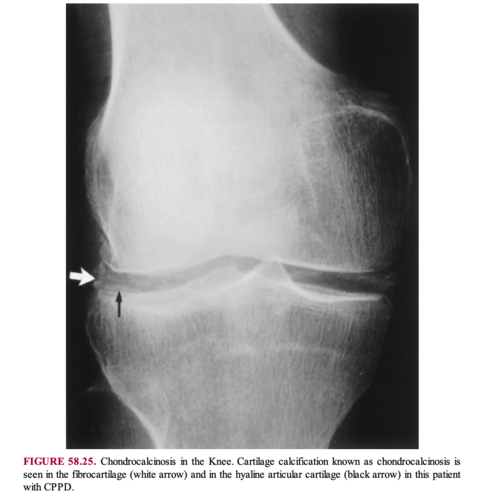 FIGURE 58.25. Chondrocalcinosis in the Knee. Cartilage calcification known as chondrocalcinosis is
seen in the fibrocartilage (white arrow) and in the hyaline articular cartilage (black arrow) in this patient
with CPPD.